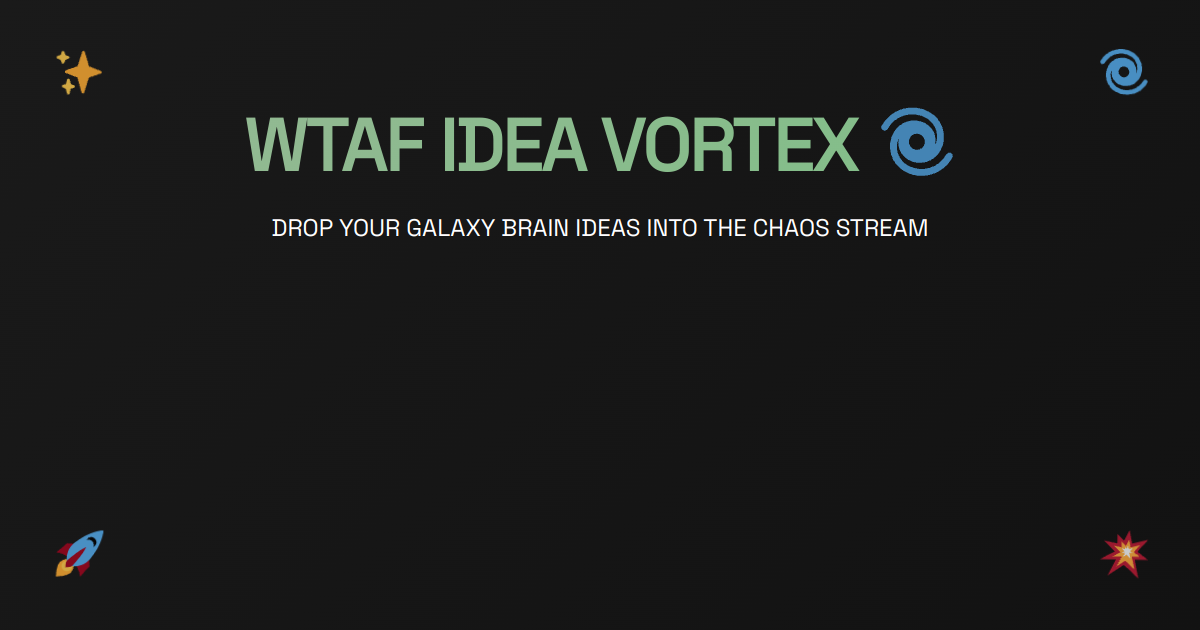 WTAF IDEA VORTEX
DROP YOUR GALAXY BRAIN IDEAS INTO THE CHAOS STREAM